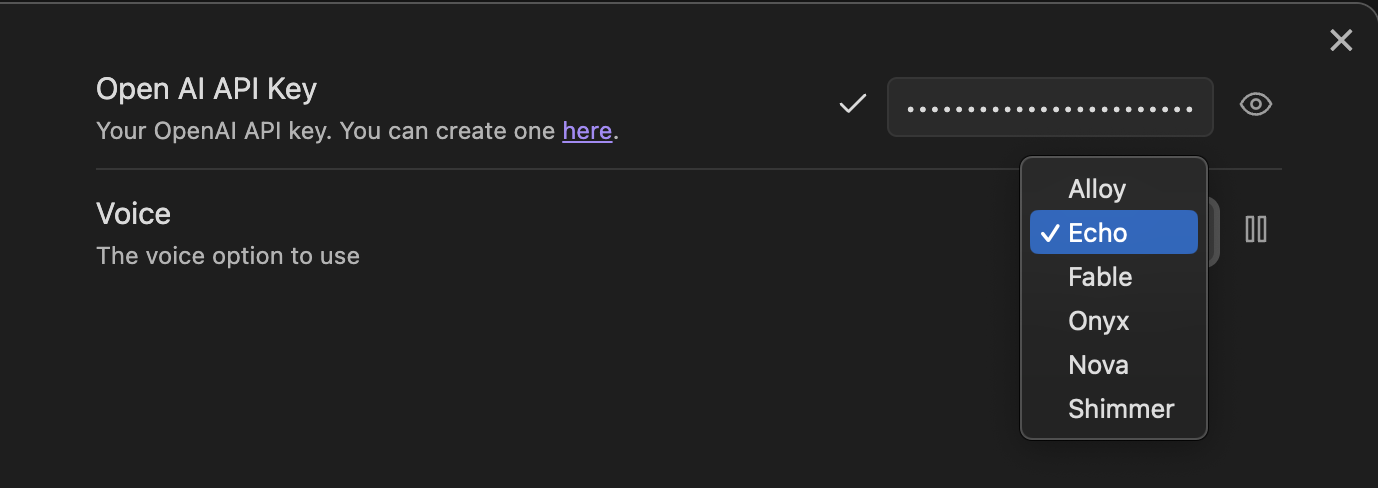 Open AI API Key
Your OpenAI API key. You can create one here.
Voice
The voice option to use
Alloy
Echo
Fable
Onyx
Nova
Shimmer